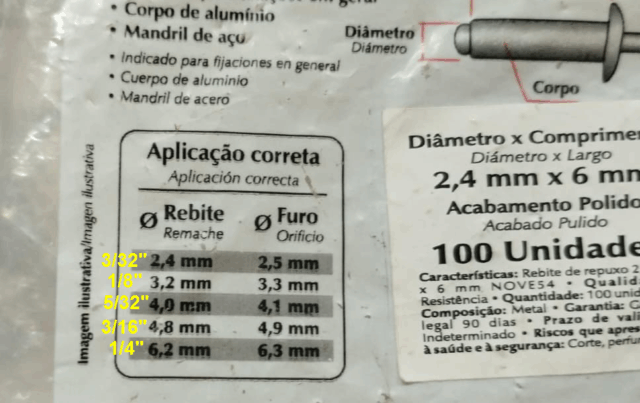 • Corpo de alumínio
• Mandril de aço
• Indicado para fijaciones en general
• Cuerpo de aluminio
• Mandril de acero
Diâmetro
Diámetro
Corpo
Imagem ilustrativa/Imagen ilustrativa
Aplicação correta
Aplicación correcta
Ø Rebite Ø Furo
Remache Orificio
3/32" 2,4 mm 2,5 mm
1/8" 3,2 mm 3,3 mm
5/32" 4,0 mm 4,1 mm
3/16" 4,8 mm 4,9 mm
1/4" 6,2 mm 6,3 mm
Diâmetro x Comprime
Diámetro x Largo
2,4 mm x 6 mm
Acabamento Polido
Acabado Pulido
100 Unidade
Características: Rebite de repuxo 2
x 6 mm NOVE54 • Qualid
Resistência • Quantidade: 100 unid
Composição: Metal • Garantia: G
legal 90 dias • Prazo de vali
Indeterminado • Riscos que apres
à saúde e à segurança: Corte, perfu